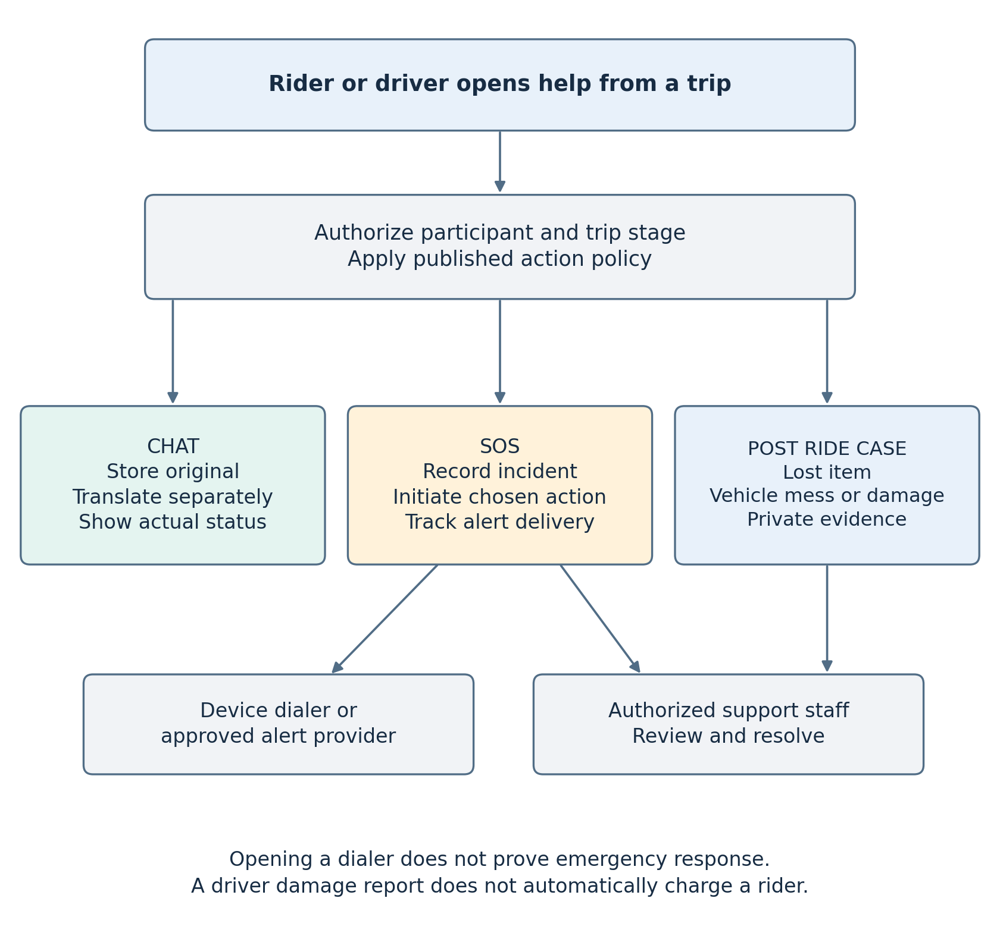 Rider or driver opens help from a trip
Authorize participant and trip stage
Apply published action policy
CHAT
Store original
Translate separately
Show actual status
SOS
Record incident
Initiate chosen action
Track alert delivery
POST RIDE CASE
Lost item
Vehicle mess or damage
Private evidence
Device dialer or
approved alert provider
Authorized support staff
Review and resolve
Opening a dialer does not prove emergency response.
A driver damage report does not automatically charge a rider.